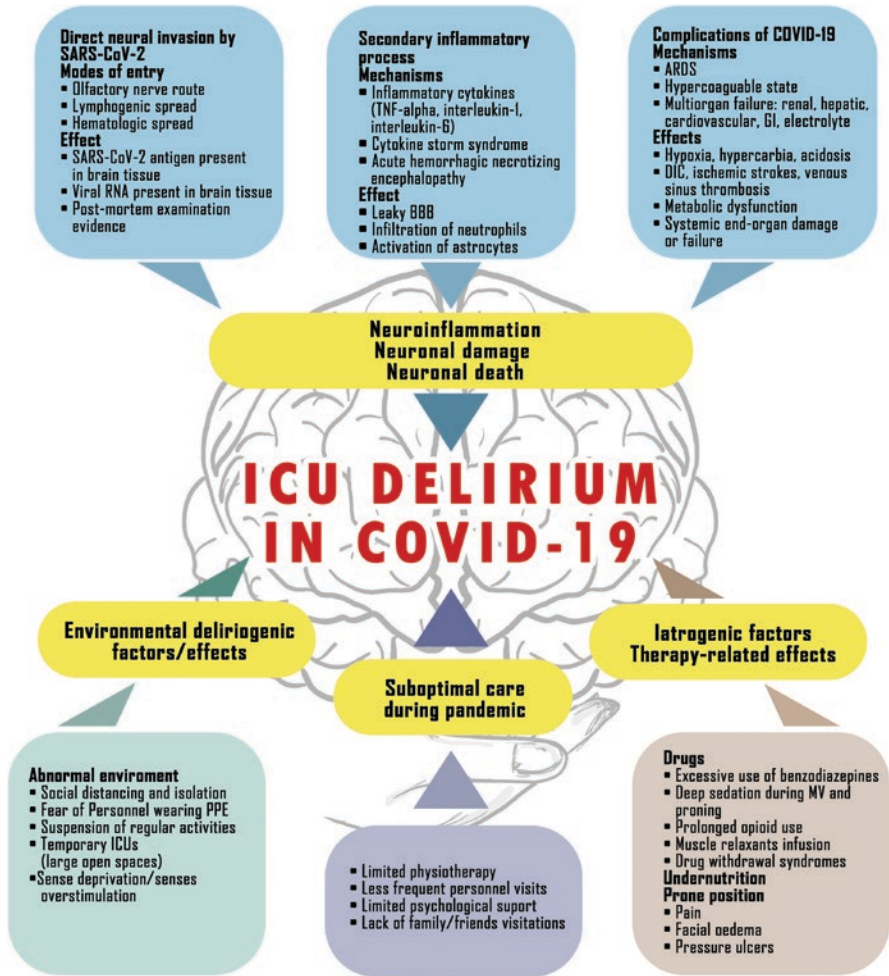 Direct neural invasion by
SARS-CoV-2
Modes of entry
▪ Olfactory nerve route
▪ Lymphogenic spread
▪ Hematologic spread
Effect
▪ SARS-CoV-2 antigen present
in brain tissue
▪ Viral RNA present in brain tissue
▪ Post-mortem examination
evidence
Secondary inflammatory
process
Mechanisms
▪ Inflammatory cytokines
(TNF-alpha, interleukin-1,
interleukin-6)
▪ Cytokine storm syndrome
▪ Acute hemorrhagic necrotizing
encephalopathy
Effect
▪ Leaky BBB
▪ Infiltration of neutrophils
▪ Activation of astrocytes
Complications of COVID-19
Mechanisms
▪ ARDS
▪ Hypercoaguable state
▪ Multiorgan failure: renal, hepatic,
cardiovascular, GI, electrolyte
Effects
▪ Hypoxia, hypercarbia, acidosis
▪ DIC, ischemic strokes, venous
sinus thrombosis
▪ Metabolic dysfunction
▪ Systemic end-organ damage
or failure
Neuroinflammation
Neuronal damage
Neuronal death
ICU DELIRIUM
IN COVID-19
Environmental deliriogenic
factors/effects
Suboptimal care
during pandemic
Iatrogenic factors
Therapy-related effects
Abnormal enviroment
▪ Social distancing and isolation
▪ Fear of Personnel wearing PPE
▪ Suspension of regular activities
▪ Temporary ICUs
(large open spaces)
▪ Sense deprivation/senses
overstimulation
▪ Limited physiotherapy
▪ Less frequent personnel visits
▪ Limited psychological suport
▪ Lack of family/friends visitations
Drugs
▪ Excessive use of benzodiazepines
▪ Deep sedation during MV and
proning
▪ Prolonged opioid use
▪ Muscle relaxants infusion
▪ Drug withdrawal syndromes
Undernutrition
Prone position
▪ Pain
▪ Facial oedema
▪ Pressure ulcers